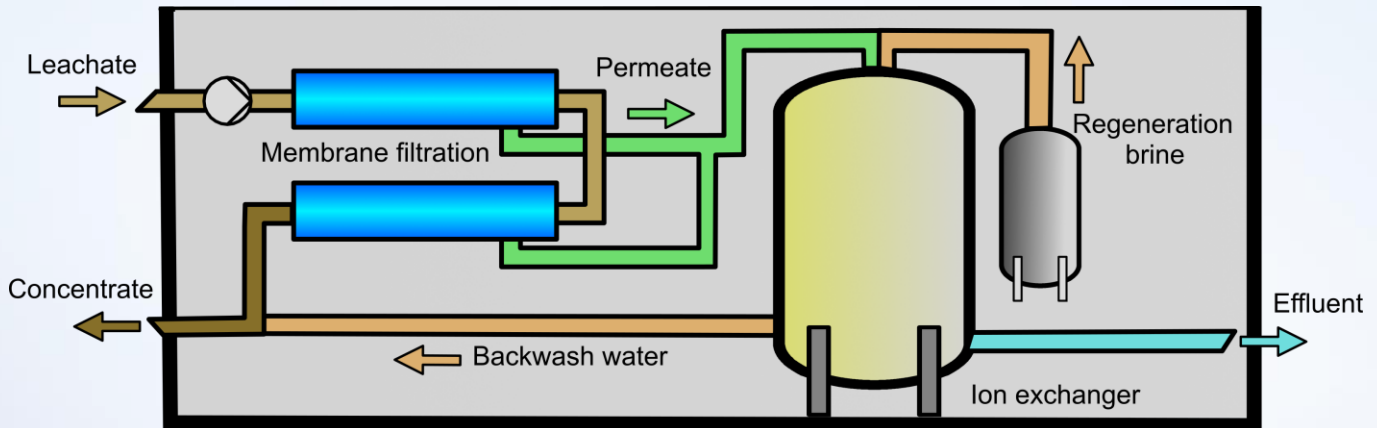 Leachate
Permeate
Membrane filtration
Regeneration
brine
Concentrate
Backwash water
Ion exchanger
Effluent